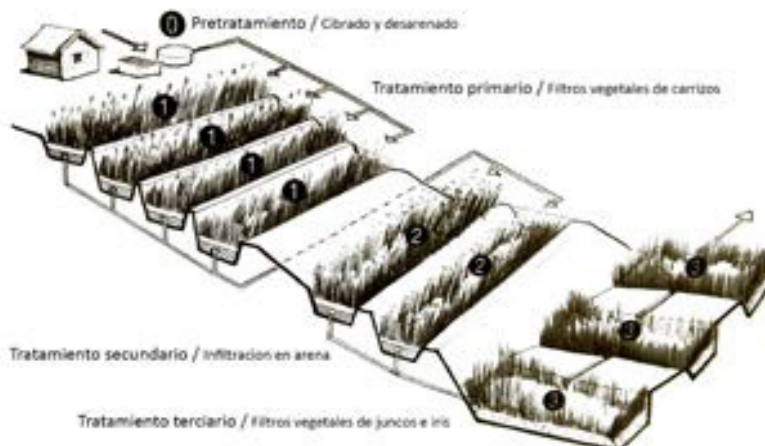 0 Pretratamiento / Cibrado y desarenado
Tratamiento primario / Filtros vegetales de carrizos
1
1
1
1
2
2
3
3
3
Tratamiento secundario / Infiltracion en arena
Tratamiento terciario / Filtros vegetales de juncos e iris